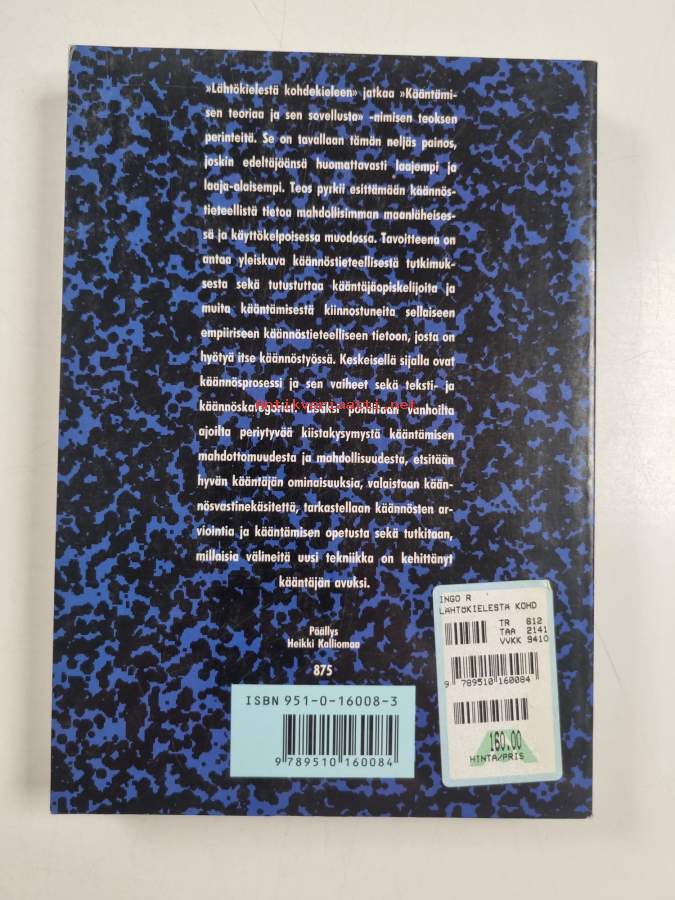 »Lähtökielestä kohdekieleen» jatkaa »Kääntämi-
sen teoriaa ja sen sovellusta» -nimisen teoksen
perinteitä. Se on tavallaan tämän neljäs painos,
joskin edeltäjäänsä huomattavasti laajempi ja
laaja-alaisempi. Teos pyrkii esittämään käännös-
tieteellistä tietoa mahdollisimman maanläheises-
sä ja käyttökelpoisessa muodossa. Tavoitteena on
antaa yleiskuva käännöstieteellisestä tutkimuk-
sesta sekä tutustuttaa kääntäjäopiskelijoita ja
muita kääntämisestä kiinnostuneita sellaiseen
empiiriseen käännöstieteelliseen tietoon, josta on
hyötyä itse käännöstyössä. Keskeisellä sijalla ovat
käännösprosessi ja sen vaiheet sekä teksti- ja
käännöskategoriat. Lisäksi pohditaan vanhoilta
antikvariaatti.net
ajoilta periytyvää kiistakysymystä kääntämisen
mahdottomuudesta ja mahdollisuudesta, etsitään
hyvän kääntäjän ominaisuuksia, valaistaan kään-
nösvastinekäsitettä, tarkastellaan käännösten ar-
viointia ja kääntämisen opetusta sekä tutkitaan,
millaisia välineitä uusi tekniikka on kehittänyt
kääntäjän avuksi.
Päällys
Heikki Kalliomaa
875
ISBN 951-0-16008-3
9 789510 160084
INGO R
LÄHTÖKIELESTÄ KOHD
TR 612
TAA 2141
VVKK 9410
9 789510 160084
160.00
HINTA/PRIS